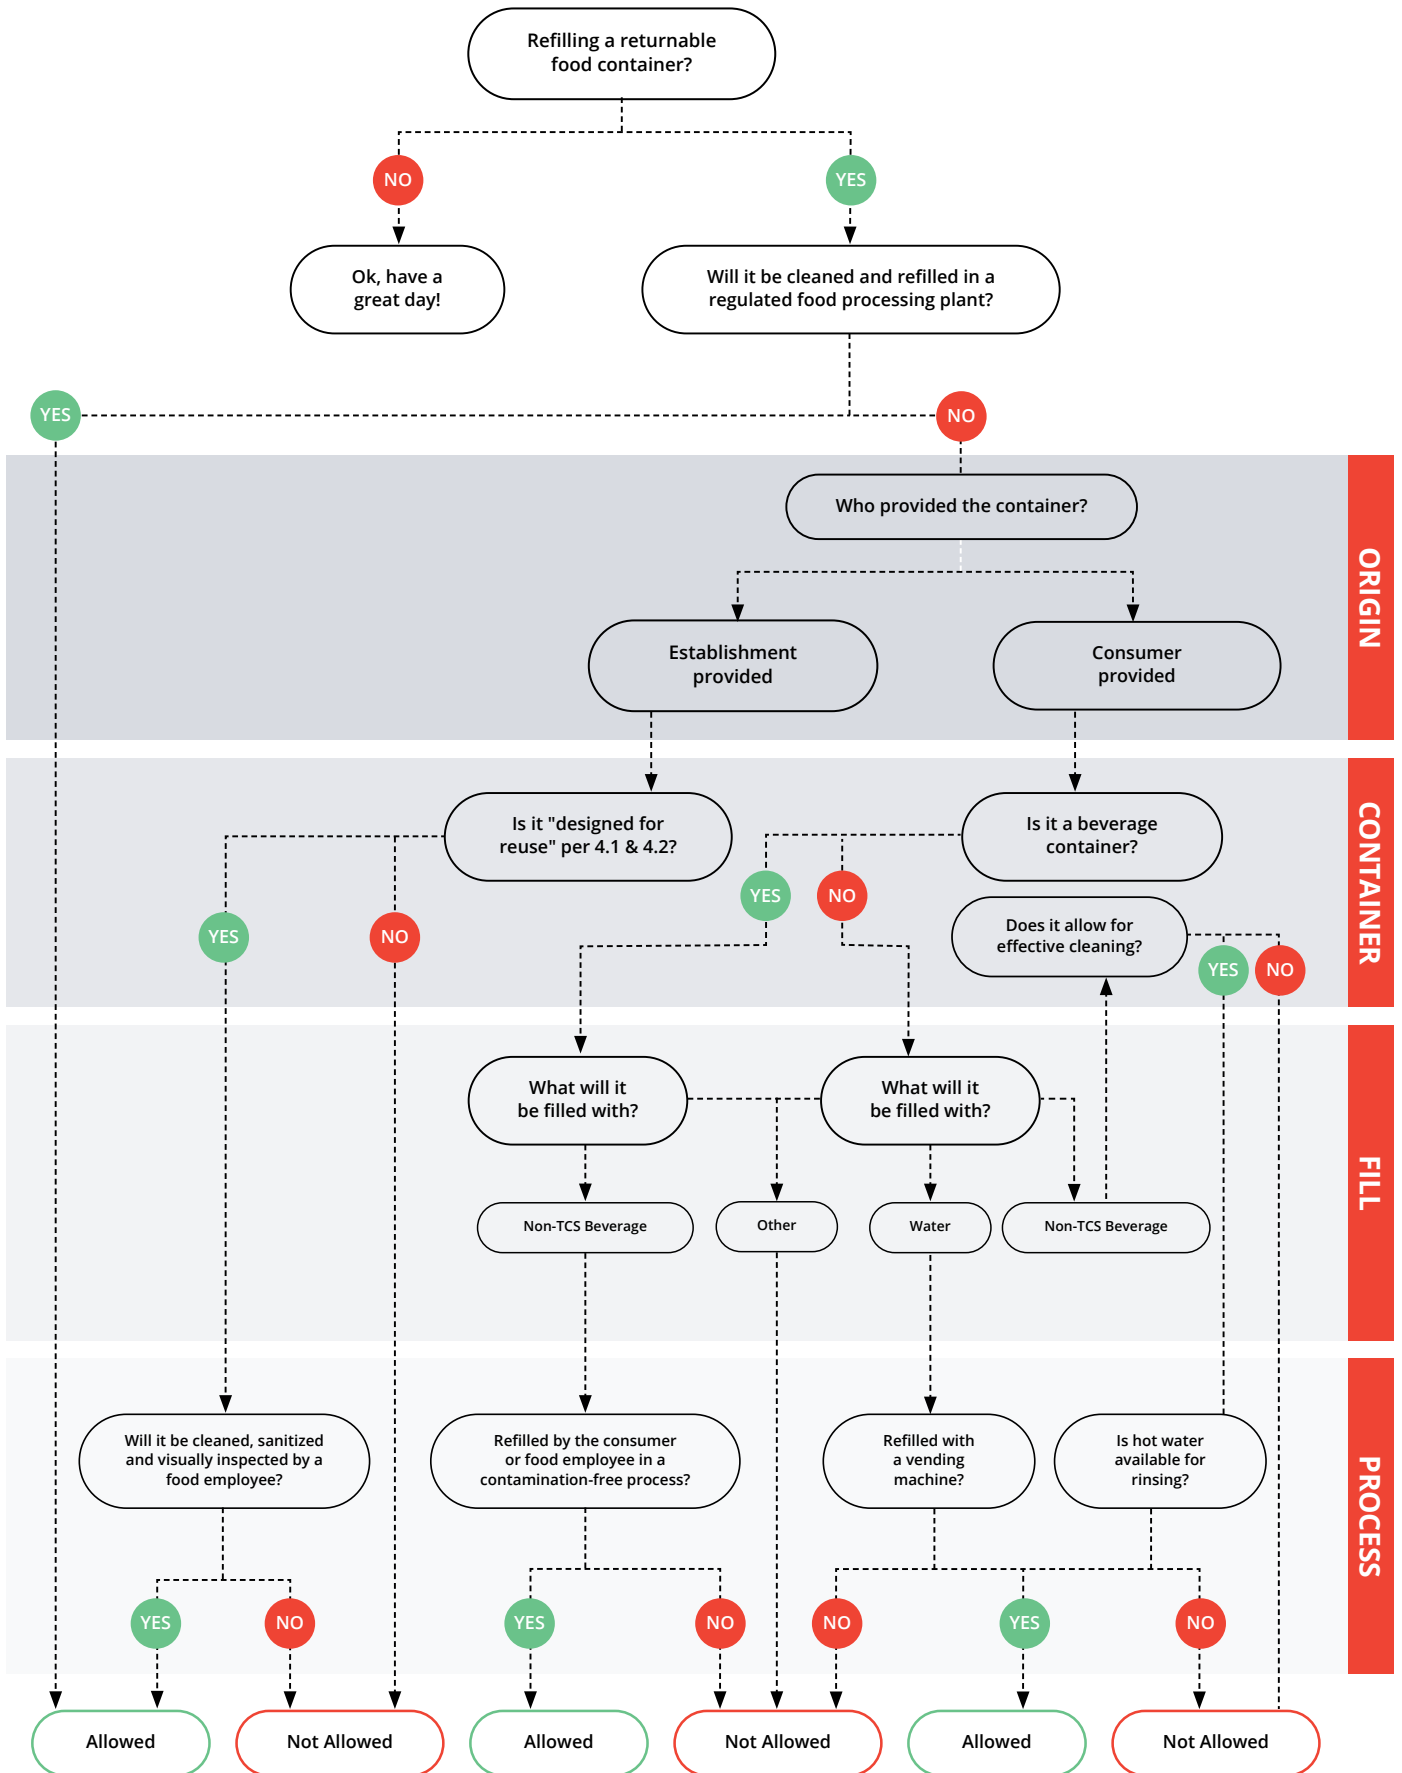 Refilling a returnable
food container?
NO
YES
Ok, have a
great day!
Will it be cleaned and refilled in a
regulated food processing plant?
YES
NO
ORIGIN
Who provided the container?
Establishment
provided
Consumer
provided
CONTAINER
Is it "designed for
reuse" per 4.1 & 4.2?
Is it a beverage
container?
YES
NO
Does it allow for
effective cleaning?
YES
NO
YES
NO
FILL
What will it
be filled with?
What will it
be filled with?
Non-TCS Beverage
Other
Water
Non-TCS Beverage
PROCESS
Will it be cleaned, sanitized
and visually inspected by a
food employee?
Refilled by the consumer
or food employee in a
contamination-free process?
Refilled with
a vending
machine?
Is hot water
available for
rinsing?
YES
NO
YES
NO
NO
YES
NO
Allowed
Not Allowed
Allowed
Not Allowed
Allowed
Not Allowed